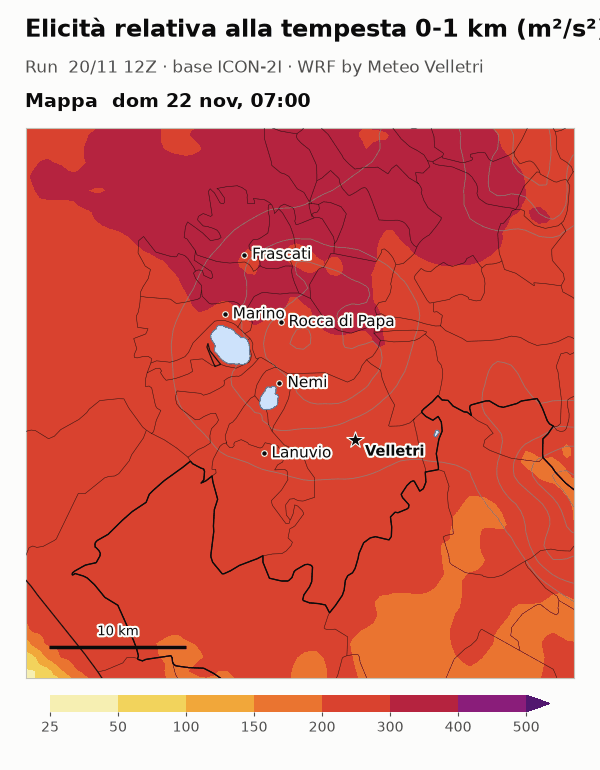 Elicità relativa alla tempesta 0-1 km (m²/s²)
Run 20/11 12Z · base ICON-2I · WRF by Meteo Velletri
Mappa dom 22 nov, 07:00
Frascati
Marino
Rocca di Papa
Nemi
Velletri
Lanuvio
10 km
25 50 100 150 200 300 400 500